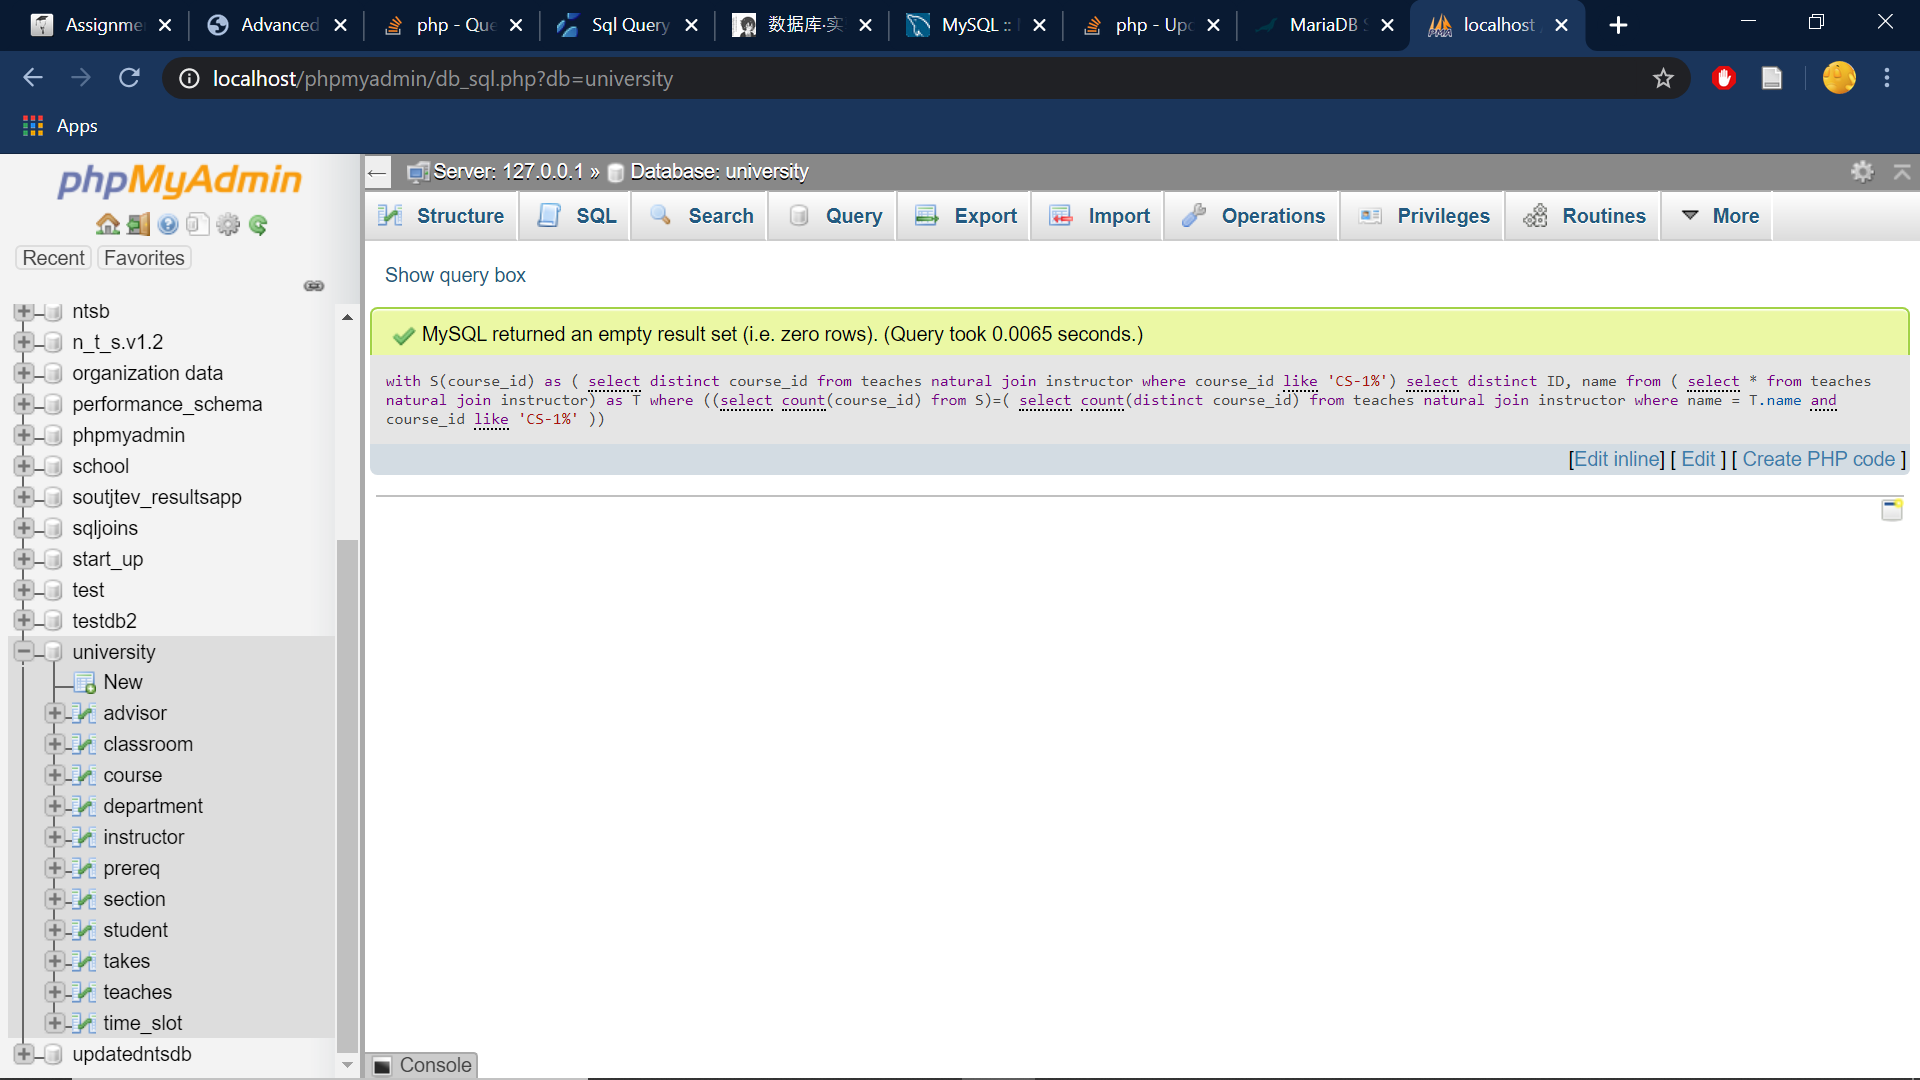 Assignme
Advanced
php - Que
Sql Query
数据库·实
MySQL ::
php - Upd
MariaDB S
localhost
localhost/phpmyadmin/db_sql.php?db=university
Apps
phpMyAdmin
Recent
Favorites
ntsb
n_t_s.v1.2
organization data
performance_schema
phpmyadmin
school
soutjtev_resultsapp
sqljoins
start_up
test
testdb2
university
New
advisor
classroom
course
department
instructor
prereq
section
student
takes
teaches
time_slot
updatedntsdb
Server: 127.0.0.1 » Database: university
Structure
SQL
Search
Query
Export
Import
Operations
Privileges
Routines
More
Show query box
MySQL returned an empty result set (i.e. zero rows). (Query took 0.0065 seconds.)
with S(course_id) as ( select distinct course_id from teaches natural join instructor where course_id like 'CS-1%') select distinct ID, name from ( select * from teaches
natural join instructor) as T where ((select count(course_id) from S)=( select count(distinct course_id) from teaches natural join instructor where name = T.name and
course_id like 'CS-1%' ))
[Edit inline] [ Edit ] [ Create PHP code ]
Console